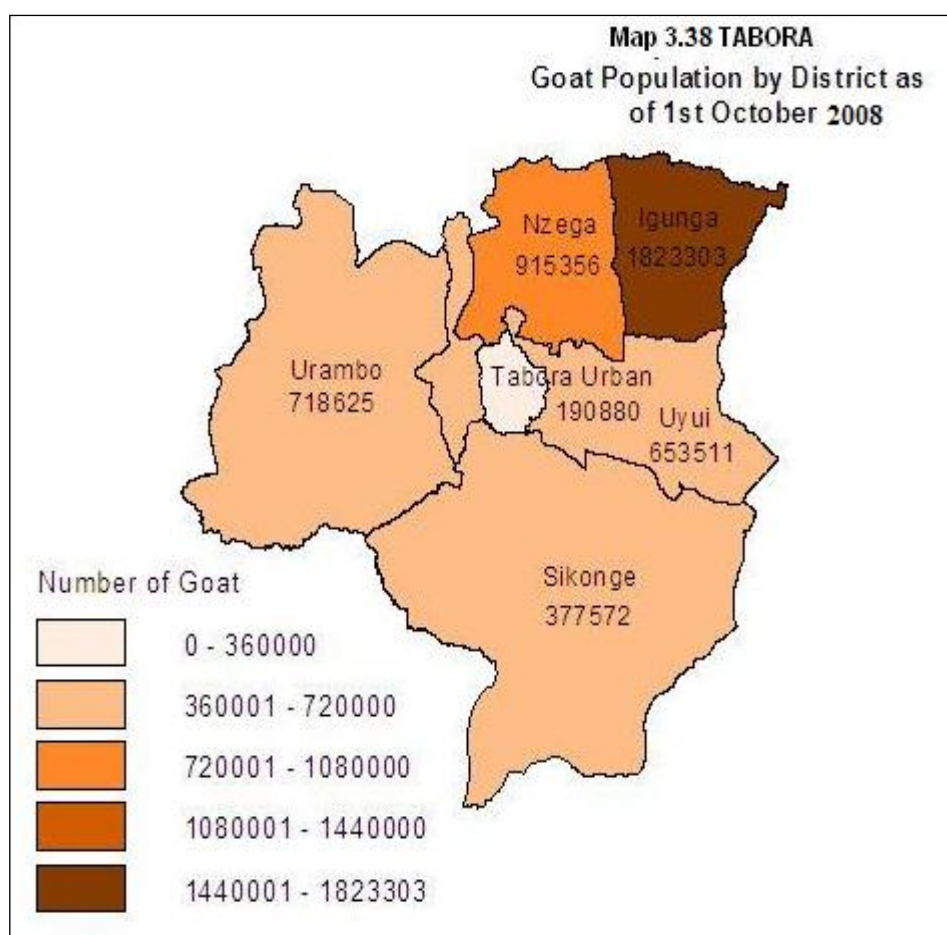 Map 3.38 TABORA
Goat Population by District as
of 1st October 2008
Nzega
915356
Igunga
1823303
Urambo
718625
Tabora Urban
190880
Uyui
653511
Sikonge
377572
Number of Goat
0 - 360000
360001 - 720000
720001 - 1080000
1080001 - 1440000
1440001 - 1823303